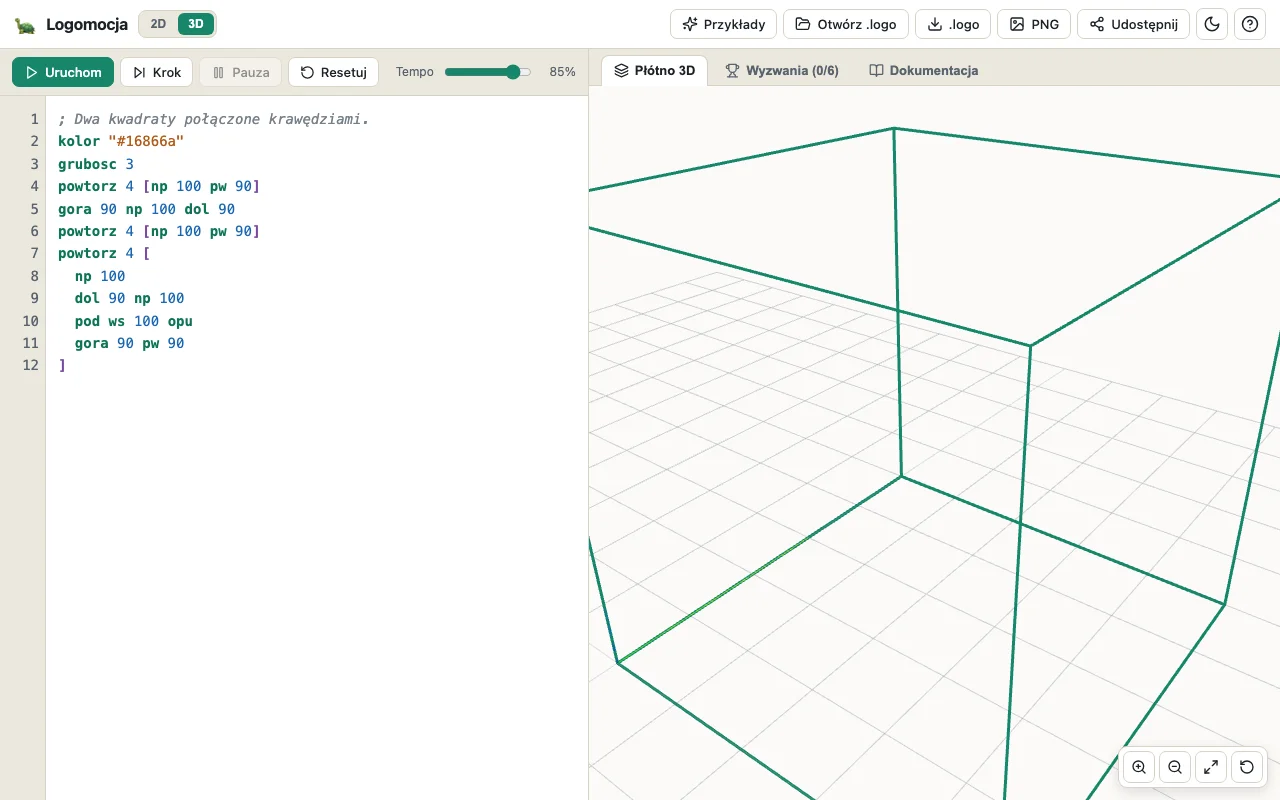 Logomocja
2D 3D
Przykłady
Otwórz .logo
.logo
PNG
Udostępnij
Uruchom
Krok
Pauza
Resetuj
Tempo
85%
Płótno 3D
Wyzwania (0/6)
Dokumentacja
1 ; Dwa kwadraty połączone krawędziami.
2 kolor "#16866a"
3 grubosc 3
4 powtorz 4 [np 100 pw 90]
5 gora 90 np 100 dol 90
6 powtorz 4 [np 100 pw 90]
7 powtorz 4 [
8 np 100
9 dol 90 np 100
10 pod ws 100 opu
11 gora 90 pw 90
12 ]